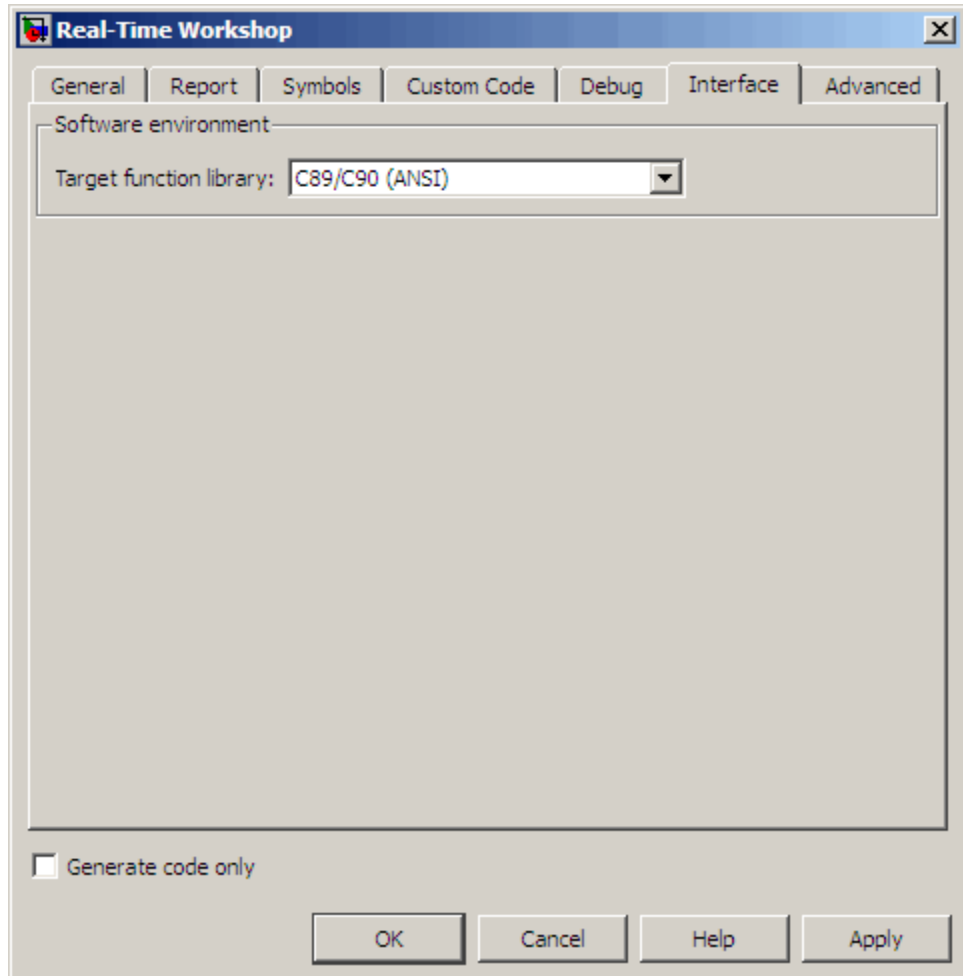 Real-Time Workshop
General Report Symbols Custom Code Debug Interface Advanced
Software environment
Target function library: C89/C90 (ANSI)
Generate code only
OK Cancel Help Apply